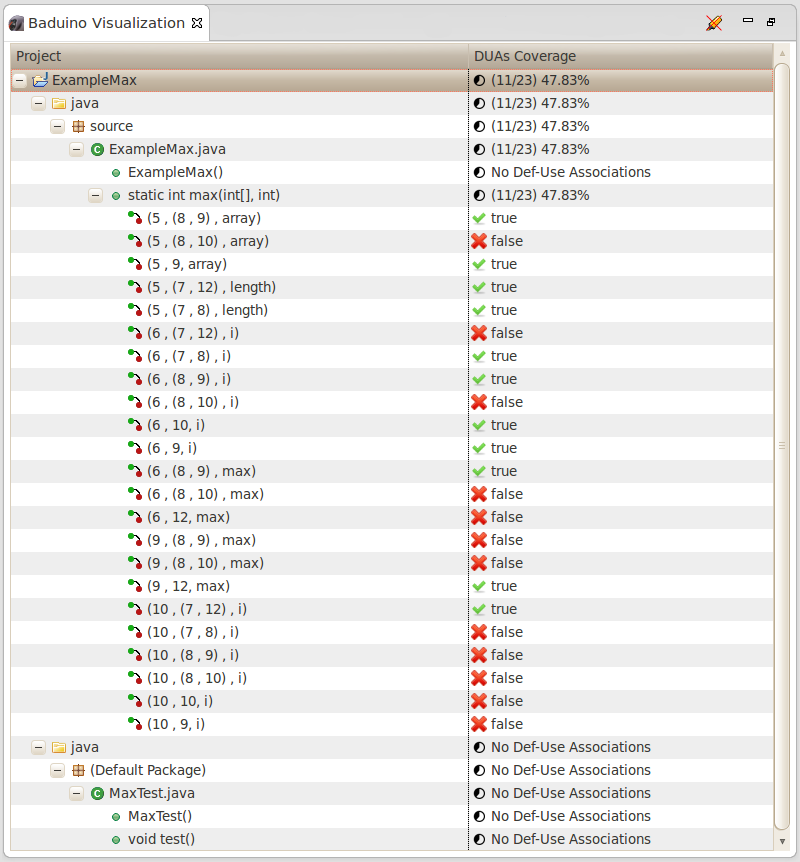 Baduino Visualization
Project DUAs Coverage
ExampleMax (11/23) 47.83%
java (11/23) 47.83%
source (11/23) 47.83%
ExampleMax.java (11/23) 47.83%
ExampleMax() No Def-Use Associations
static int max(int[], int) (11/23) 47.83%
(5 , (8 , 9) , array) true
(5 , (8 , 10) , array) false
(5 , 9, array) true
(5 , (7 , 12) , length) true
(5 , (7 , 8) , length) true
(6 , (7 , 12) , i) false
(6 , (7 , 8) , i) true
(6 , (8 , 9) , i) true
(6 , (8 , 10) , i) false
(6 , 10, i) true
(6 , 9, i) true
(6 , (8 , 9) , max) true
(6 , (8 , 10) , max) false
(6 , 12, max) false
(9 , (8 , 9) , max) false
(9 , (8 , 10) , max) false
(9 , 12, max) true
(10 , (7 , 12) , i) true
(10 , (7 , 8) , i) false
(10 , (8 , 9) , i) false
(10 , (8 , 10) , i) false
(10 , 10, i) false
(10 , 9, i) false
java No Def-Use Associations
(Default Package) No Def-Use Associations
MaxTest.java No Def-Use Associations
MaxTest() No Def-Use Associations
void test() No Def-Use Associations